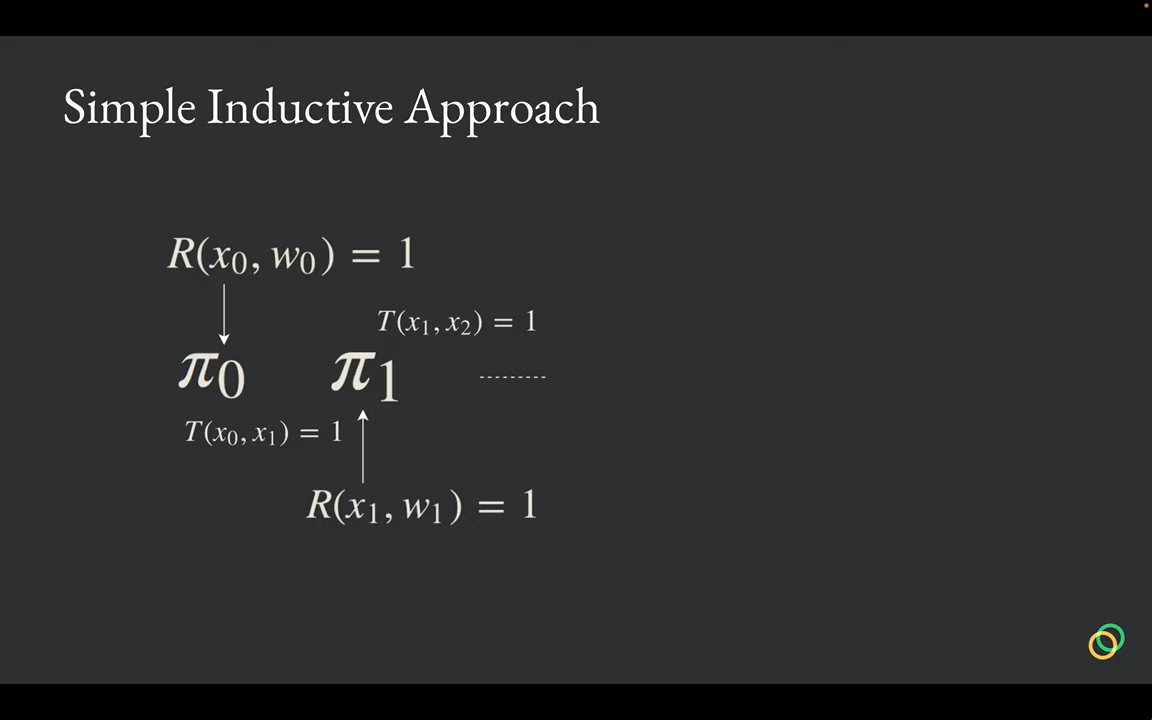 Simple Inductive Approach
R(x₀, w₀) = 1
T(x₁, x₂) = 1
π₀ π₁ ---------
T(x₀, x₁) = 1
R(x₁, w₁) = 1